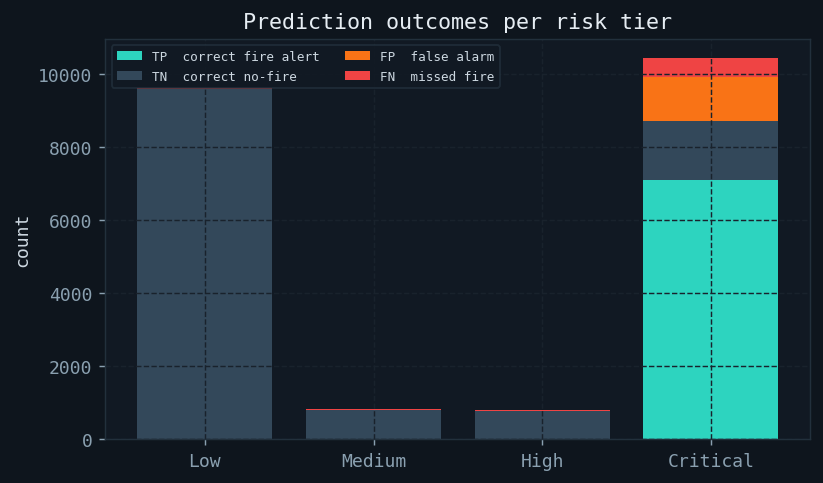 Prediction outcomes per risk tier
TP  correct fire alert
TN  correct no-fire
FP  false alarm
FN  missed fire
count
10000
8000
6000
4000
2000
0
Low
Medium
High
Critical